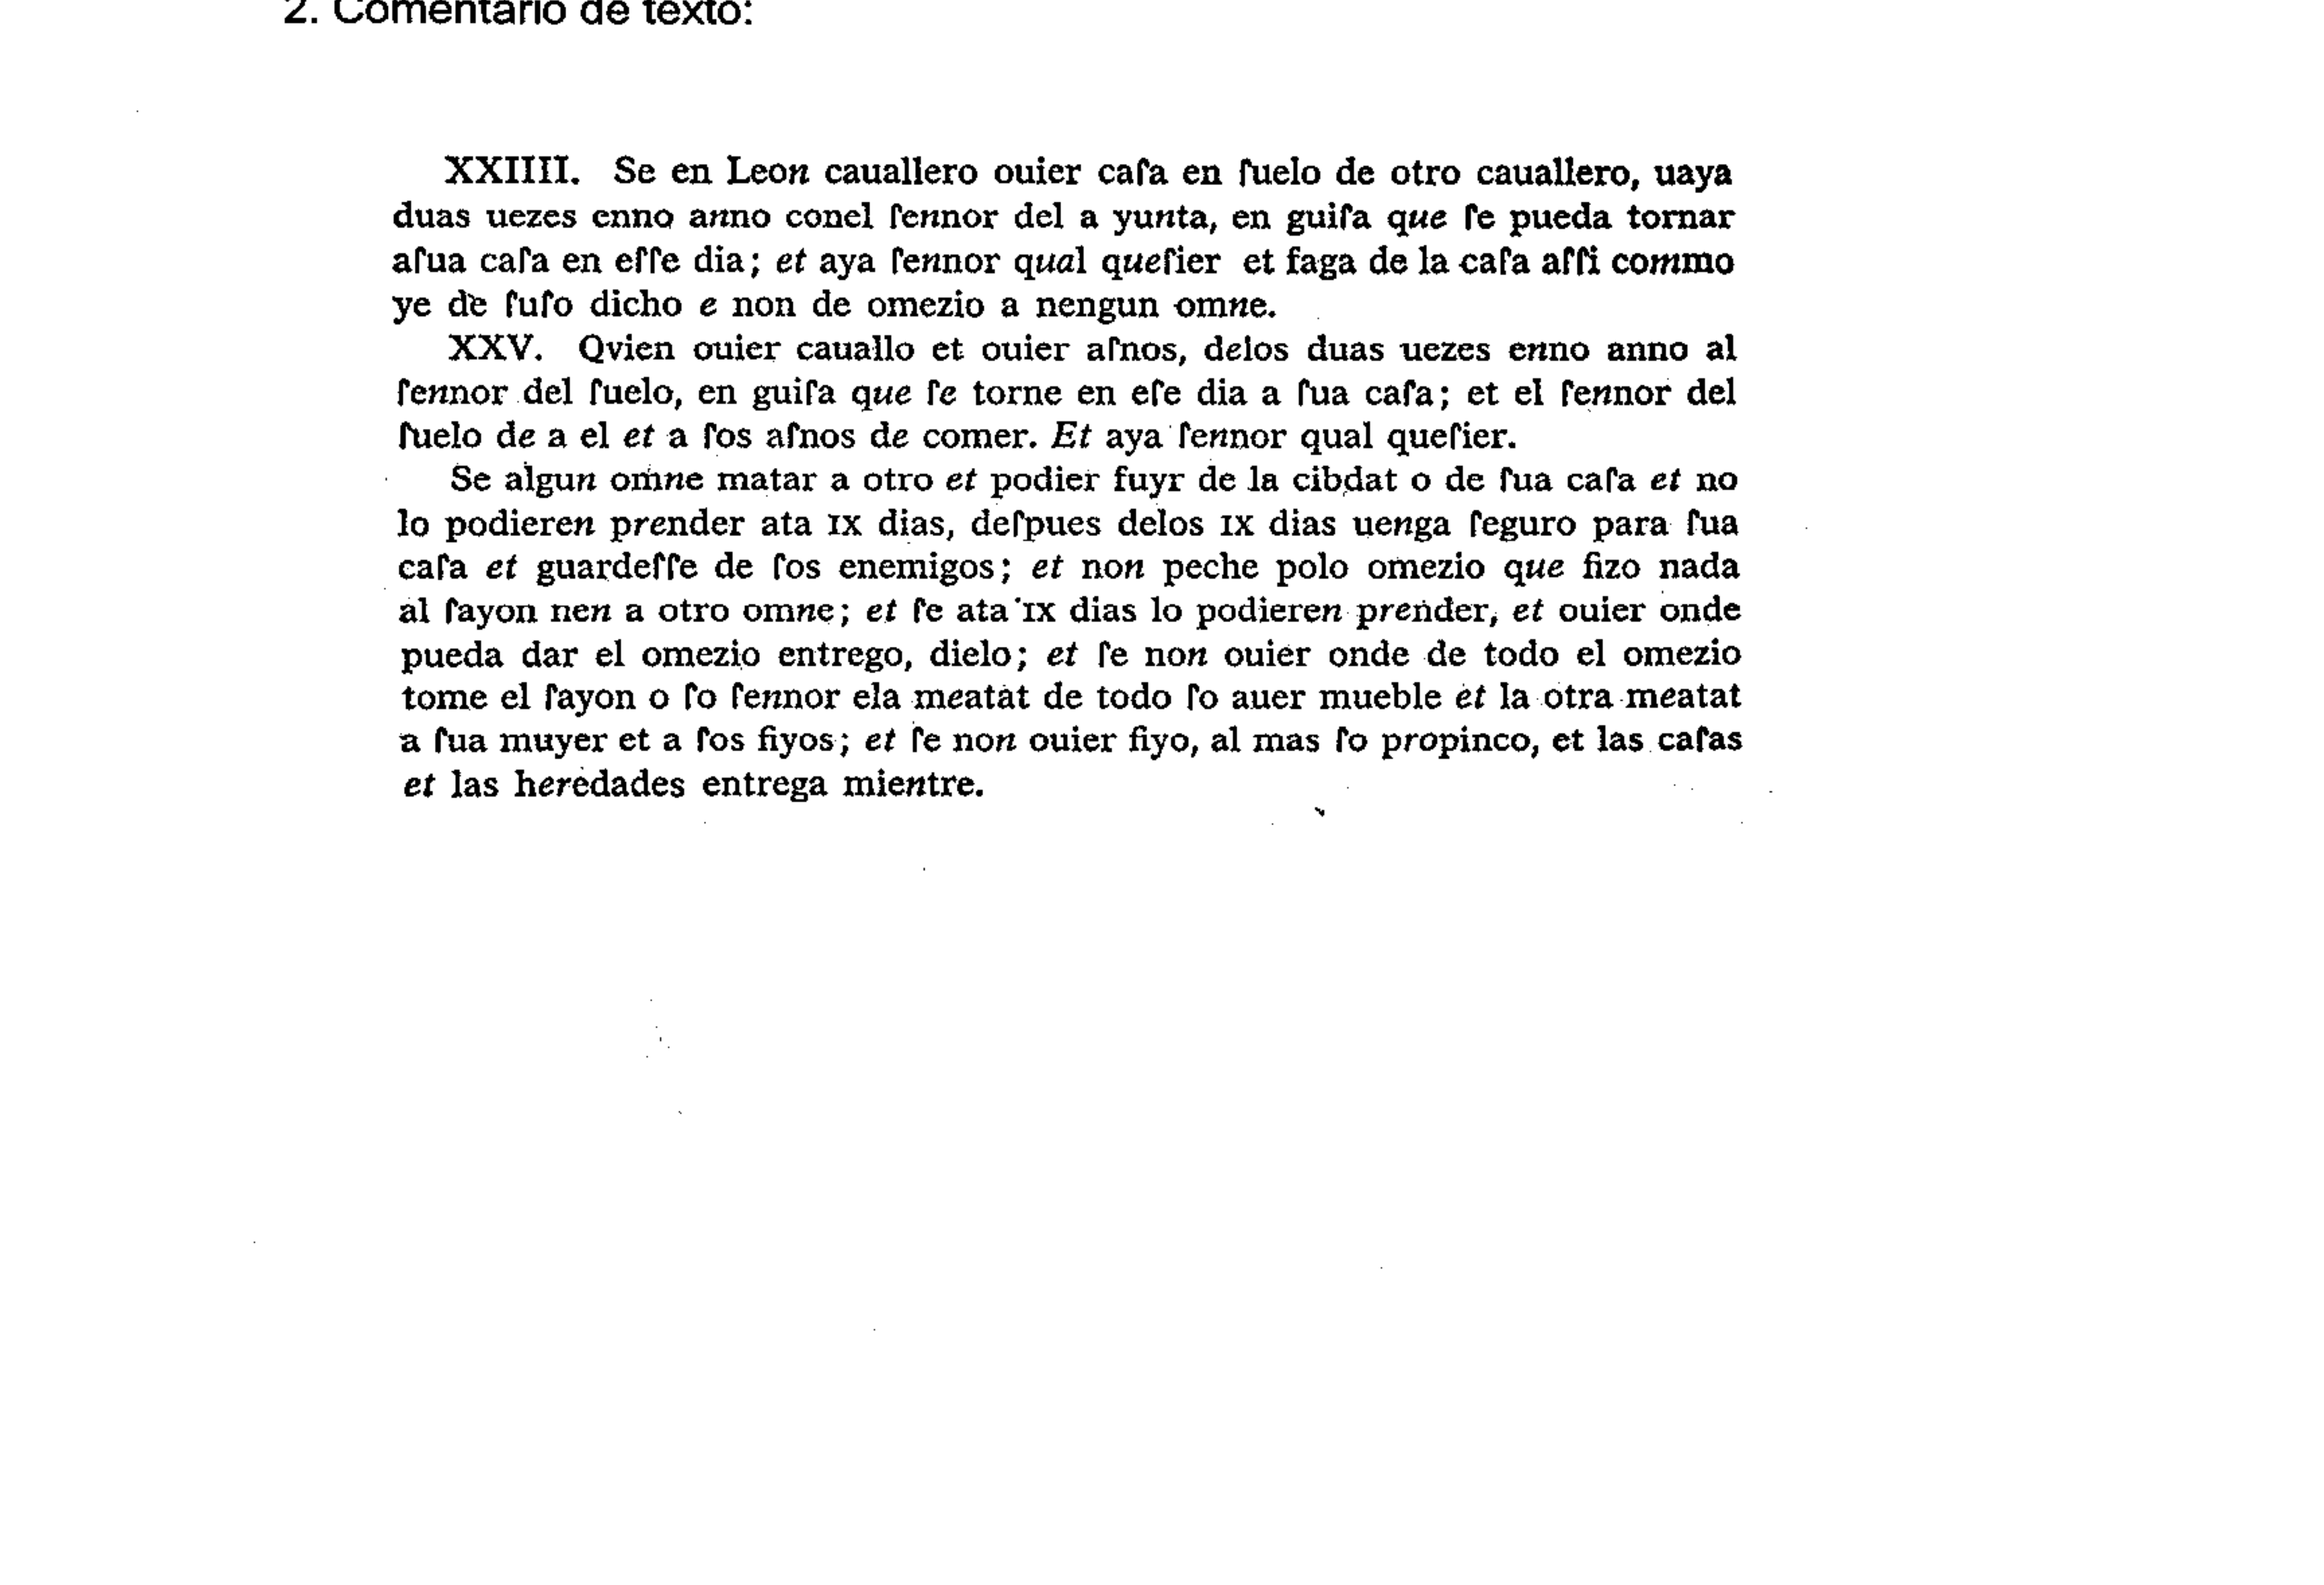 2. Comentario de texto:
XXIIII. Se en Leon cauallero ouier caſa en ſuelo de otro cauallero, uaya
duas uezes enno anno conel ſennor del a yunta, en guiſa que ſe pueda tornar
aſua caſa en eſſe dia; et aya ſennor qual queſier et faga de la caſa aſſi commo
ye de ſuſo dicho e non de omezio a nengun omne.
XXV. Qvien ouier cauallo et ouier aſnos, delos duas uezes enno anno al
ſennor del ſuelo, en guiſa que ſe torne en eſe dia a ſua caſa; et el ſennor del
ſuelo de a el et a ſos aſnos de comer. Et aya ſennor qual queſier.
Se algun omne matar a otro et podier fuyr de la cibdat o de ſua caſa et no
lo podieren prender ata IX dias, deſpues delos IX dias uenga ſeguro para ſua
caſa et guardeſſe de ſos enemigos; et non peche polo omezio que fizo nada
al ſayon nen a otro omne; et ſe ata IX dias lo podieren prender, et ouier onde
pueda dar el omezio entrego, dielo; et ſe non ouier onde de todo el omezio
tome el ſayon o ſo ſennor ela meatat de todo ſo auer mueble et la otra meatat
a ſua muyer et a ſos fiyos; et ſe non ouier fiyo, al mas ſo propinco, et las caſas
et las heredades entrega mientre.